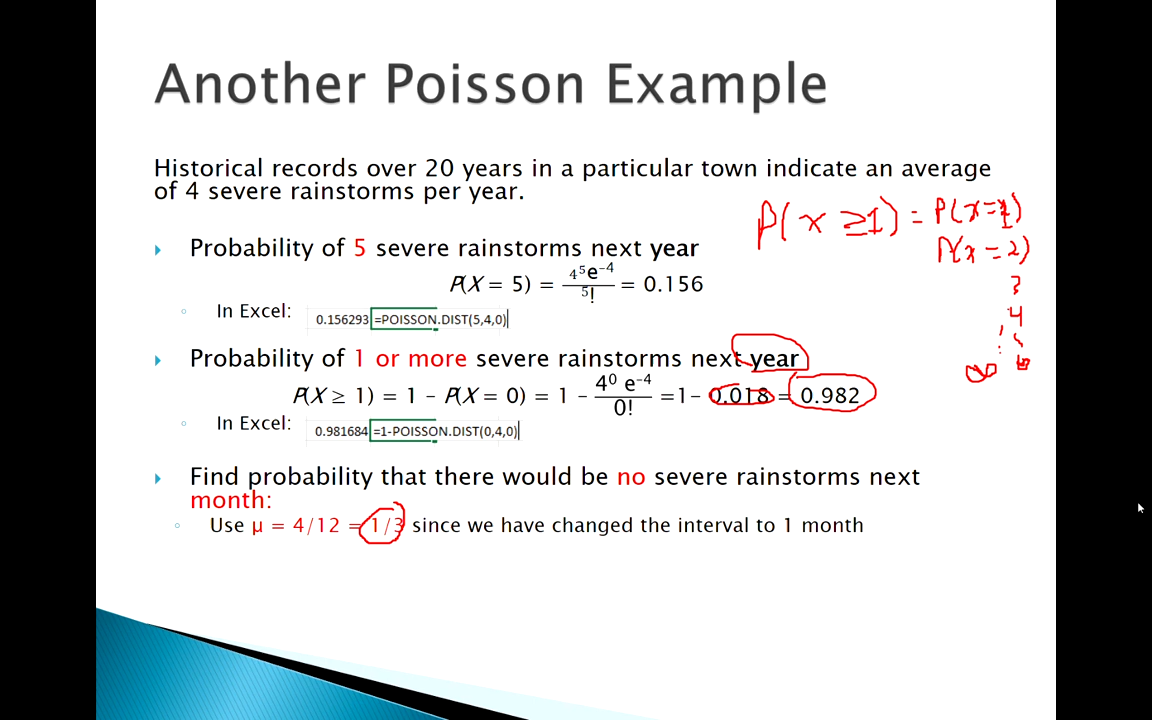 Another Poisson Example
Historical records over 20 years in a particular town indicate an average
of 4 severe rainstorms per year.
P(x ≥1) = P(x=1)
P(x=2)
3
4
∞
Probability of 5 severe rainstorms next year
P(X = 5) = 4⁵e⁻⁴/5! = 0.156
In Excel: 0.156293 =POISSON.DIST(5,4,0)
Probability of 1 or more severe rainstorms next year
P(X ≥ 1) = 1 − P(X = 0) = 1 − 4⁰ e⁻⁴/0! =1− 0.018 = 0.982
In Excel: 0.981684 =1-POISSON.DIST(0,4,0)
Find probability that there would be no severe rainstorms next
month:
Use μ = 4/12 = 1/3 since we have changed the interval to 1 month